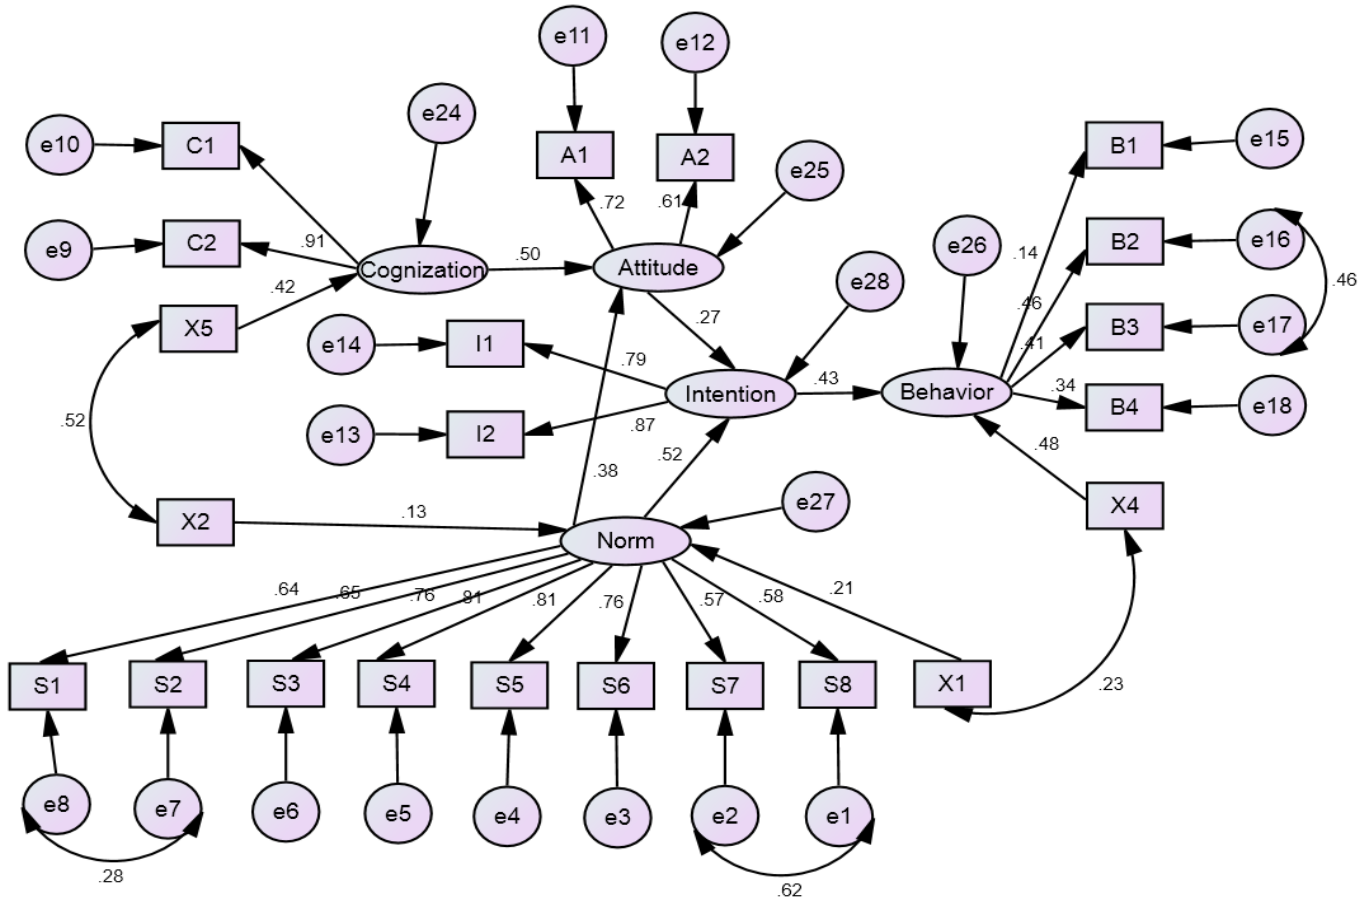 e11
e12
e24
e10
C1
A1
A2
e25
B1
e15
.72
.61
e9
C2
.91
Cognization
.50
Attitude
e26
.14
B2
e16
.46
.42
X5
.27
e28
.46
B3
e17
e14
I1
.79
.41
Intention
.43
Behavior
.34
B4
e18
.52
e13
I2
.87
.52
.48
.38
X2
.13
e27
X4
Norm
.64
.65
.76
.81
.81
.76
.57
.58
.21
S1
S2
S3
S4
S5
S6
S7
S8
X1
.23
e8
e7
e6
e5
e4
e3
e2
e1
.28
.62